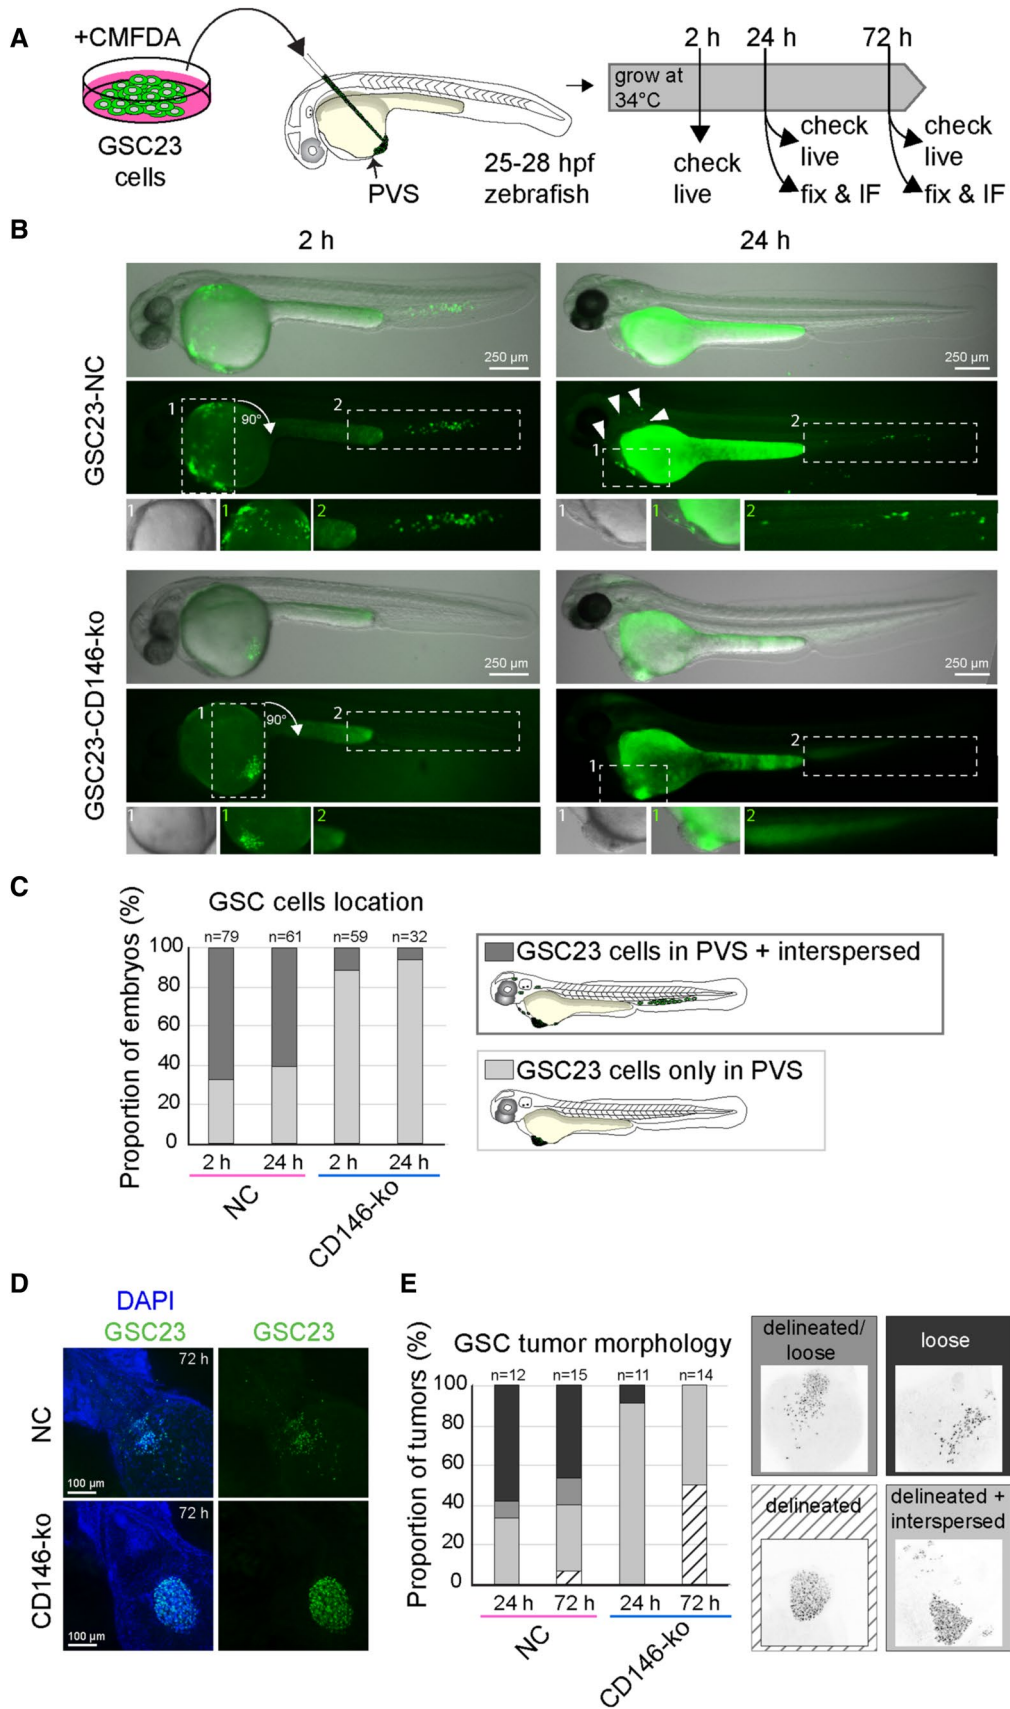 A
+CMFDA
GSC23
cells
PVS
25-28 hpf
zebrafish
grow at
34°C
2 h
24 h
72 h
check
live
check
live
fix & IF
check
live
fix & IF
B
2 h
24 h
GSC23-NC
250 µm
250 µm
1
90°
2
1
2
1
1
2
1
1
2
GSC23-CD146-ko
250 µm
250 µm
1
90°
2
1
2
1
1
2
1
1
2
C
GSC cells location
Proportion of embryos (%)
n=79
n=61
n=59
n=32
100
80
60
40
20
0
2 h
24 h
2 h
24 h
NC
CD146-ko
GSC23 cells in PVS + interspersed
GSC23 cells only in PVS
D
DAPI
GSC23
GSC23
NC
72 h
100 µm
CD146-ko
72 h
100 µm
E
GSC tumor morphology
Proportion of tumors (%)
n=12
n=15
n=11
n=14
100
80
60
40
20
0
24 h
72 h
24 h
72 h
NC
CD146-ko
delineated/
loose
loose
delineated
delineated +
interspersed